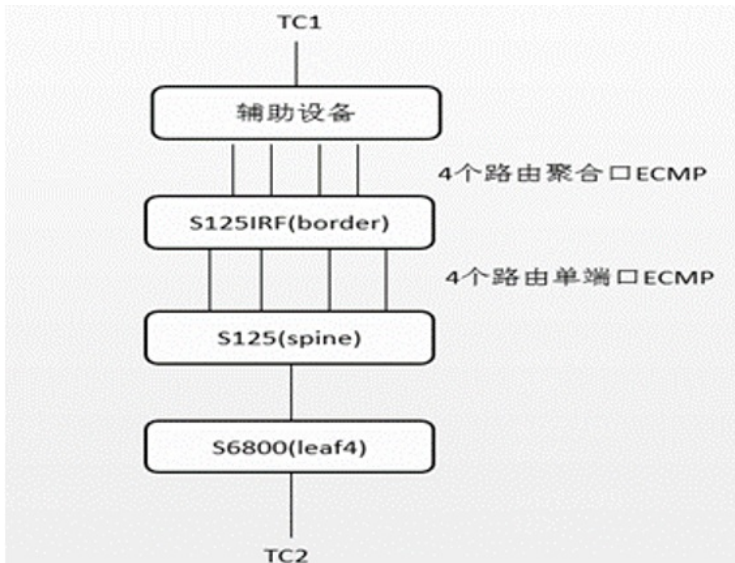 TC1
辅助设备
4个路由聚合口ECMP
S125IRF(border)
4个路由单端口ECMP
S125(spine)
S6800(leaf4)
TC2